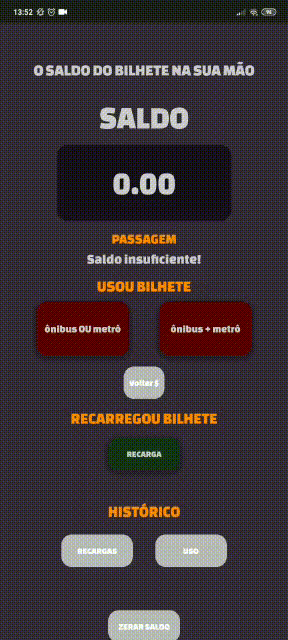 13:52
O SALDO DO BILHETE NA SUA MÃO
SALDO
0.00
PASSAGEM
Saldo insuficiente!
USOU BILHETE
ônibus OU metrô
ônibus + metrô
Voltar $
RECARREGOU BILHETE
RECARGA
HISTÓRICO
RECARGAS
USO
ZERAR SALDO